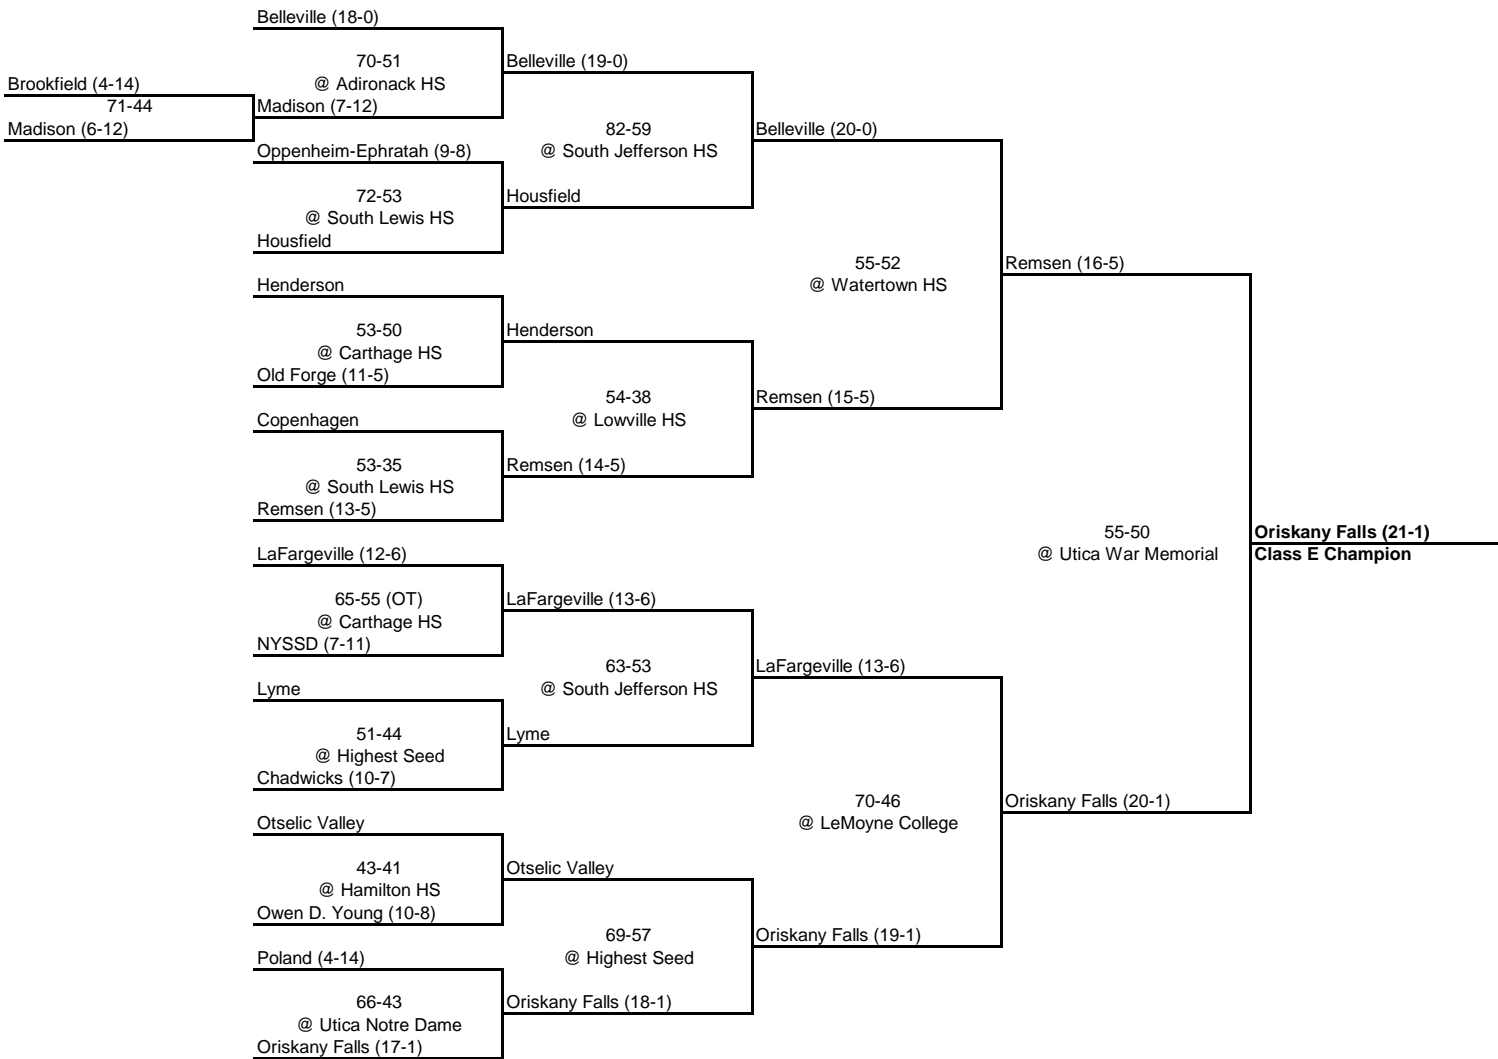 Belleville (18-0)
70-51
@ Adironack HS
Belleville (19-0)
Brookfield (4-14)
71-44
Madison (7-12)
Madison (6-12)
82-59
@ South Jefferson HS
Belleville (20-0)
Oppenheim-Ephratah (9-8)
72-53
@ South Lewis HS
Housfield
Housfield
55-52
@ Watertown HS
Remsen (16-5)
Henderson
53-50
@ Carthage HS
Henderson
Old Forge (11-5)
54-38
@ Lowville HS
Remsen (15-5)
Copenhagen
53-35
@ South Lewis HS
Remsen (14-5)
Remsen (13-5)
55-50
@ Utica War Memorial
Oriskany Falls (21-1)
Class E Champion
LaFargeville (12-6)
65-55 (OT)
@ Carthage HS
LaFargeville (13-6)
NYSSD (7-11)
63-53
@ South Jefferson HS
LaFargeville (13-6)
Lyme
51-44
@ Highest Seed
Lyme
Chadwicks (10-7)
70-46
@ LeMoyne College
Oriskany Falls (20-1)
Otselic Valley
43-41
@ Hamilton HS
Otselic Valley
Owen D. Young (10-8)
69-57
@ Highest Seed
Oriskany Falls (19-1)
Poland (4-14)
66-43
@ Utica Notre Dame
Oriskany Falls (18-1)
Oriskany Falls (17-1)